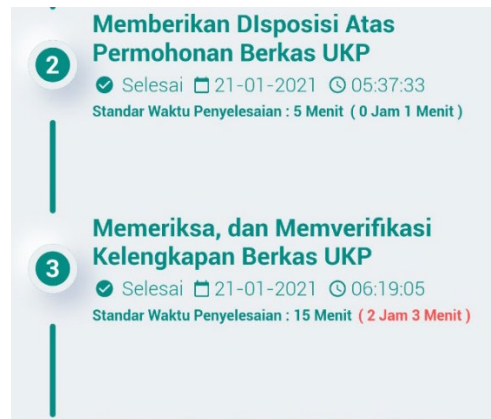 2
Memberikan DIsposisi Atas
Permohonan Berkas UKP
Selesai 21-01-2021 05:37:33
Standar Waktu Penyelesaian : 5 Menit ( 0 Jam 1 Menit )
3
Memeriksa, dan Memverifikasi
Kelengkapan Berkas UKP
Selesai 21-01-2021 06:19:05
Standar Waktu Penyelesaian : 15 Menit ( 2 Jam 3 Menit )